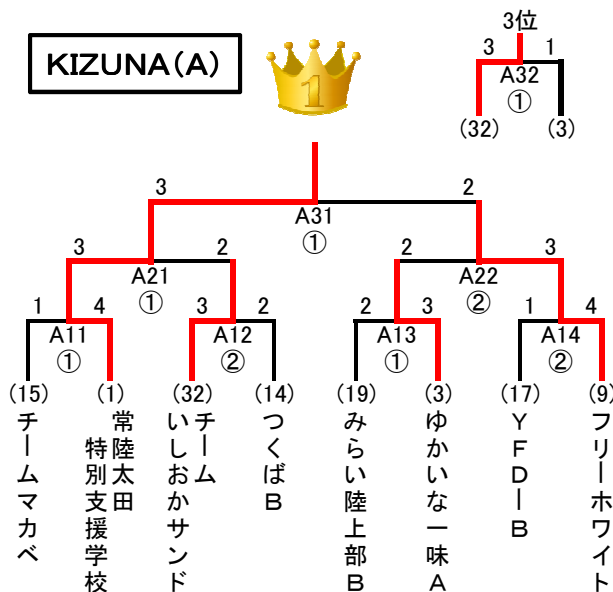 KIZUNA(A)
1
3位
3 1
A32
①
(32) (3)
3 2
A31
①
3 2 2 3
A21 A22
① ②
1 4 3 2 2 3 1 4
A11 A12 A13 A14
① ② ① ②
(15) (1) (32) (14) (19) (3) (17) (9)
チームマカベ
常陸太田
特別支援学校
チーム
いしおかサンド
つくばB
みらい陸上部B
ゆかいな一味A
YFD-B
フリーホワイト